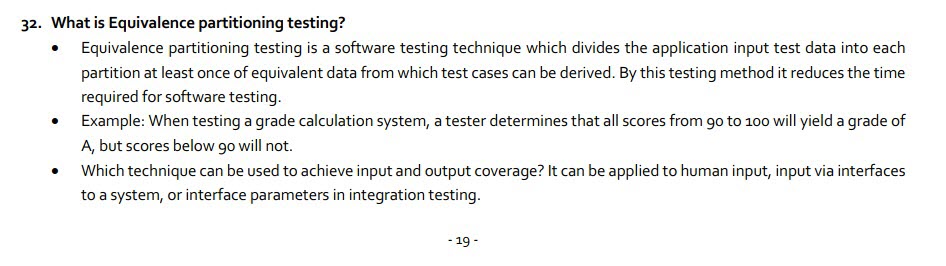 32. What is Equivalence partitioning testing?
• Equivalence partitioning testing is a software testing technique which divides the application input test data into each
partition at least once of equivalent data from which test cases can be derived. By this testing method it reduces the time
required for software testing.
• Example: When testing a grade calculation system, a tester determines that all scores from 90 to 100 will yield a grade of
A, but scores below 90 will not.
• Which technique can be used to achieve input and output coverage? It can be applied to human input, input via interfaces
to a system, or interface parameters in integration testing.
- 19 -